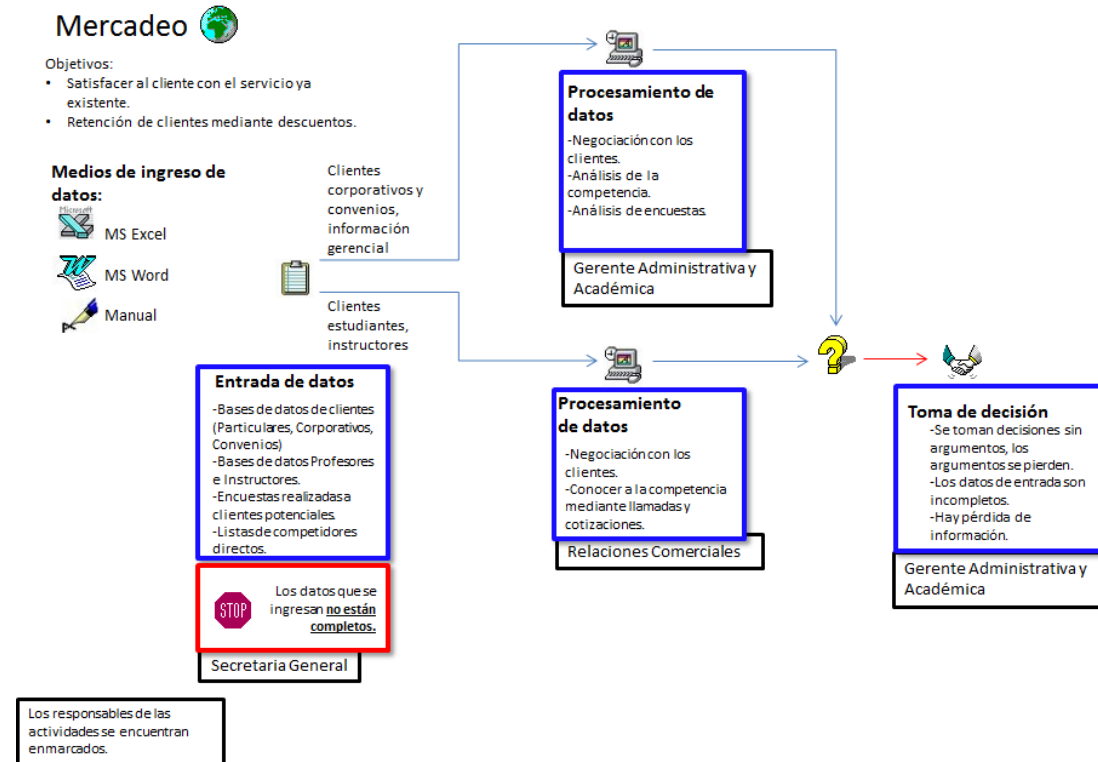 Mercadeo
Objetivos:
• Satisfacer al cliente con el servicio ya
existente.
• Retención de clientes mediante descuentos.
Medios de ingreso de
datos:
Microsoft
MS Excel
MS Word
Manual
Clientes
corporativos y
convenios,
información
gerencial
Clientes
estudiantes,
instructores
Procesamiento de
datos
-Negociación con los
clientes.
-Análisis de la
competencia.
-Análisis de encuestas.
Gerente Administrativa y
Académica
Entrada de datos
-Bases de datos de clientes
(Particulares, Corporativos,
Convenios)
-Bases de datos Profesores
e Instructores.
-Encuestas realizadas a
clientes potenciales.
-Listas de competidores
directos.
STOP
Los datos que se
ingresan no están
completos.
Secretaria General
Procesamiento
de datos
-Negociación con los
clientes.
-Conocer a la competencia
mediante llamadas y
cotizaciones.
Relaciones Comerciales
Toma de decisión
-Se toman decisiones sin
argumentos, los
argumentos se pierden.
-Los datos de entrada son
incompletos.
-Hay pérdida de
información.
Gerente Administrativa y
Académica
Los responsables de las
actividades se encuentran
enmarcados.